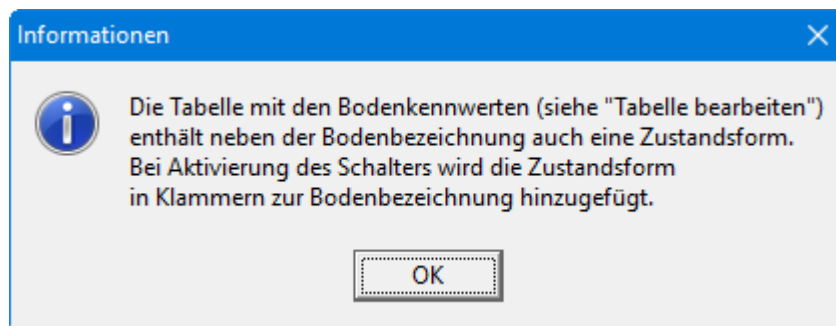 Informationen
Die Tabelle mit den Bodenkennwerten (siehe "Tabelle bearbeiten")
enthält neben der Bodenbezeichnung auch eine Zustandsform.
Bei Aktivierung des Schalters wird die Zustandsform
in Klammern zur Bodenbezeichnung hinzugefügt.
OK